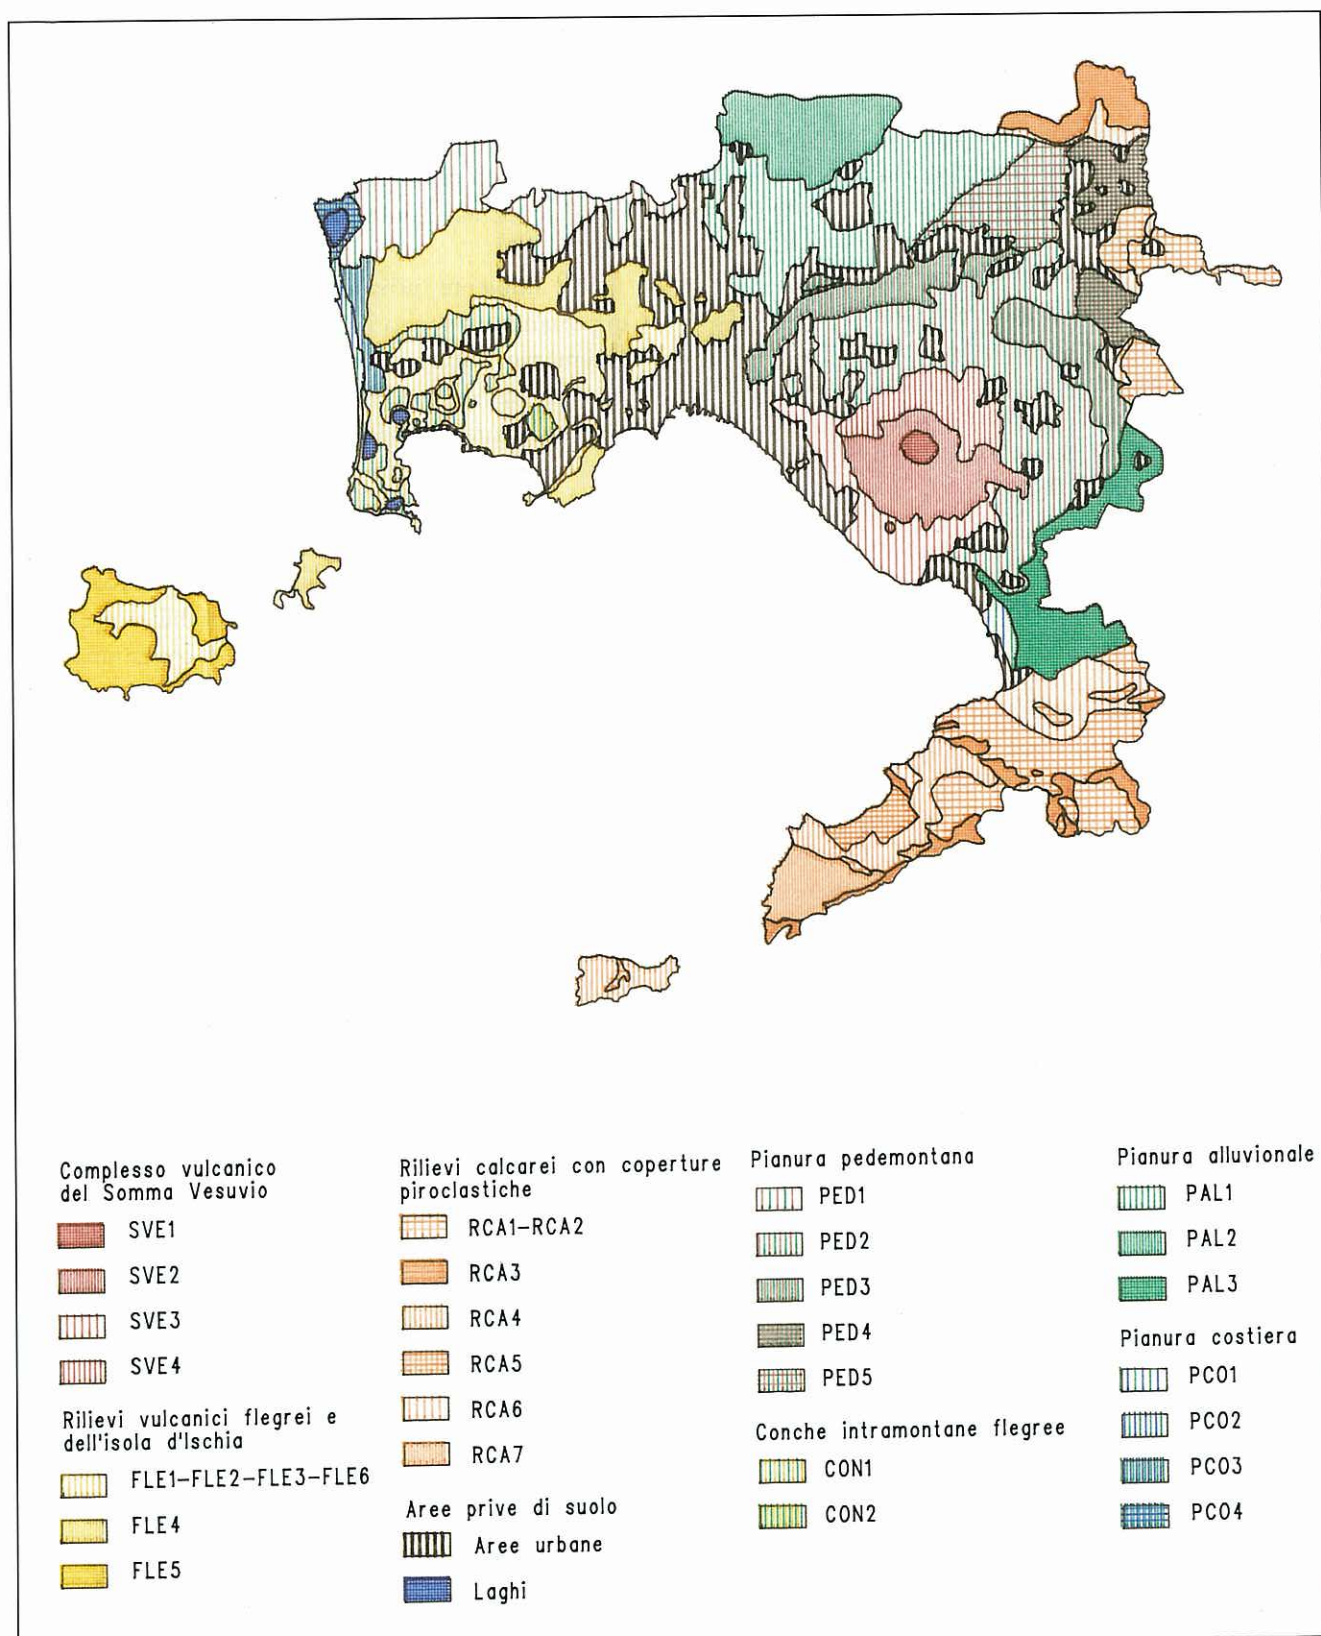 Complesso vulcanico
del Somma Vesuvio
SVE1
SVE2
SVE3
SVE4
Rilievi vulcanici flegrei e
dell'isola d'Ischia
FLE1-FLE2-FLE3-FLE6
FLE4
FLE5
Rilievi calcarei con coperture
piroclastiche
RCA1-RCA2
RCA3
RCA4
RCA5
RCA6
RCA7
Aree prive di suolo
Aree urbane
Laghi
Pianura pedemontana
PED1
PED2
PED3
PED4
PED5
Conche intramontane flegree
CON1
CON2
Pianura alluvionale
PAL1
PAL2
PAL3
Pianura costiera
PCO1
PCO2
PCO3
PCO4